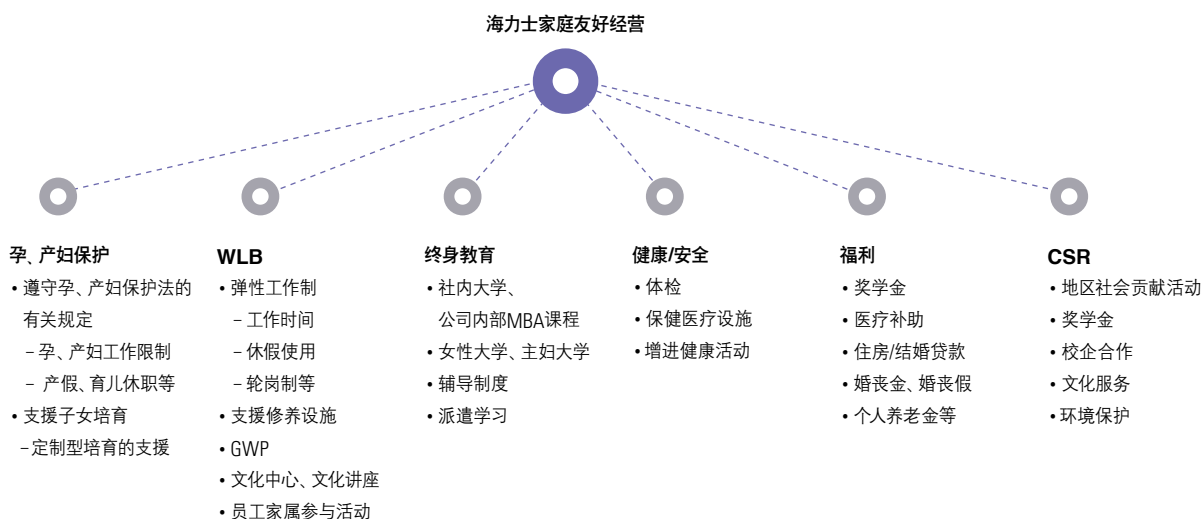 海力士家庭友好经营
孕、产妇保护
• 遵守孕、产妇保护法的
有关规定
– 孕、产妇工作限制
– 产假、育儿休职等
• 支援子女培育
– 定制型培育的支援
WLB
• 弹性工作制
– 工作时间
– 休假使用
– 轮岗制等
• 支援修养设施
• GWP
• 文化中心、文化讲座
• 员工家属参与活动
终身教育
• 社内大学、
公司内部MBA课程
• 女性大学、主妇大学
• 辅导制度
• 派遣学习
健康/安全
• 体检
• 保健医疗设施
• 增进健康活动
福利
• 奖学金
• 医疗补助
• 住房/结婚贷款
• 婚丧金、婚丧假
• 个人养老金等
CSR
• 地区社会贡献活动
• 奖学金
• 校企合作
• 文化服务
• 环境保护